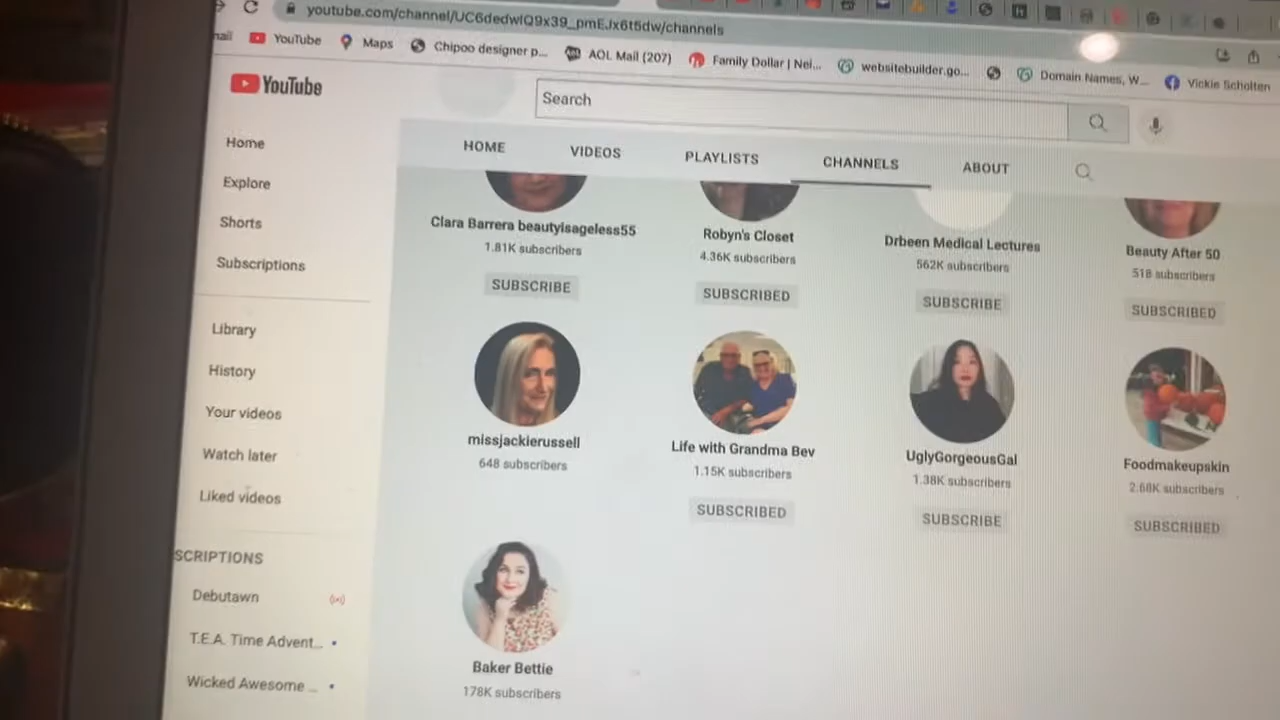 youtube.com/channel/UC6dedwlQ9x39_pmEJx6t5dw/channels
YouTube
Maps
Chipoo designer p...
AOL Mail (207)
Family Dollar | Nei...
websitebuilder.go...
Domain Names, W...
Vickie Scholten
YouTube
Search
HOME
VIDEOS
PLAYLISTS
CHANNELS
ABOUT
Home
Explore
Shorts
Subscriptions
Library
History
Your videos
Watch later
Liked videos
SCRIPTIONS
Debutawn
T.E.A. Time Advent...
Wicked Awesome ...
Clara Barrera beautyisageless55
1.81K subscribers
SUBSCRIBE
Robyn's Closet
4.36K subscribers
SUBSCRIBED
Drbeen Medical Lectures
562K subscribers
SUBSCRIBE
Beauty After 50
518 subscribers
SUBSCRIBED
missjackierussell
648 subscribers
Life with Grandma Bev
1.15K subscribers
SUBSCRIBED
UglyGorgeousGal
1.38K subscribers
SUBSCRIBE
Foodmakeupskin
2.68K subscribers
SUBSCRIBED
Baker Bettie
178K subscribers